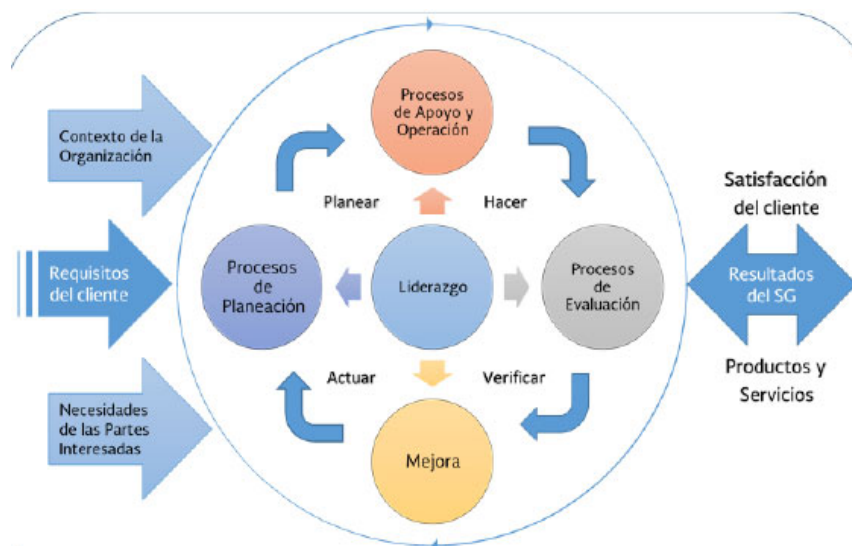 Contexto de la
Organización
Requisitos
del cliente
Necesidades
de las Partes
Interesadas
Procesos
de Apoyo y
Operación
Planear
Hacer
Procesos
de
Planeación
Liderazgo
Procesos
de
Evaluación
Actuar
Verificar
Mejora
Satisfacción
del cliente
Resultados
del SG
Productos y
Servicios